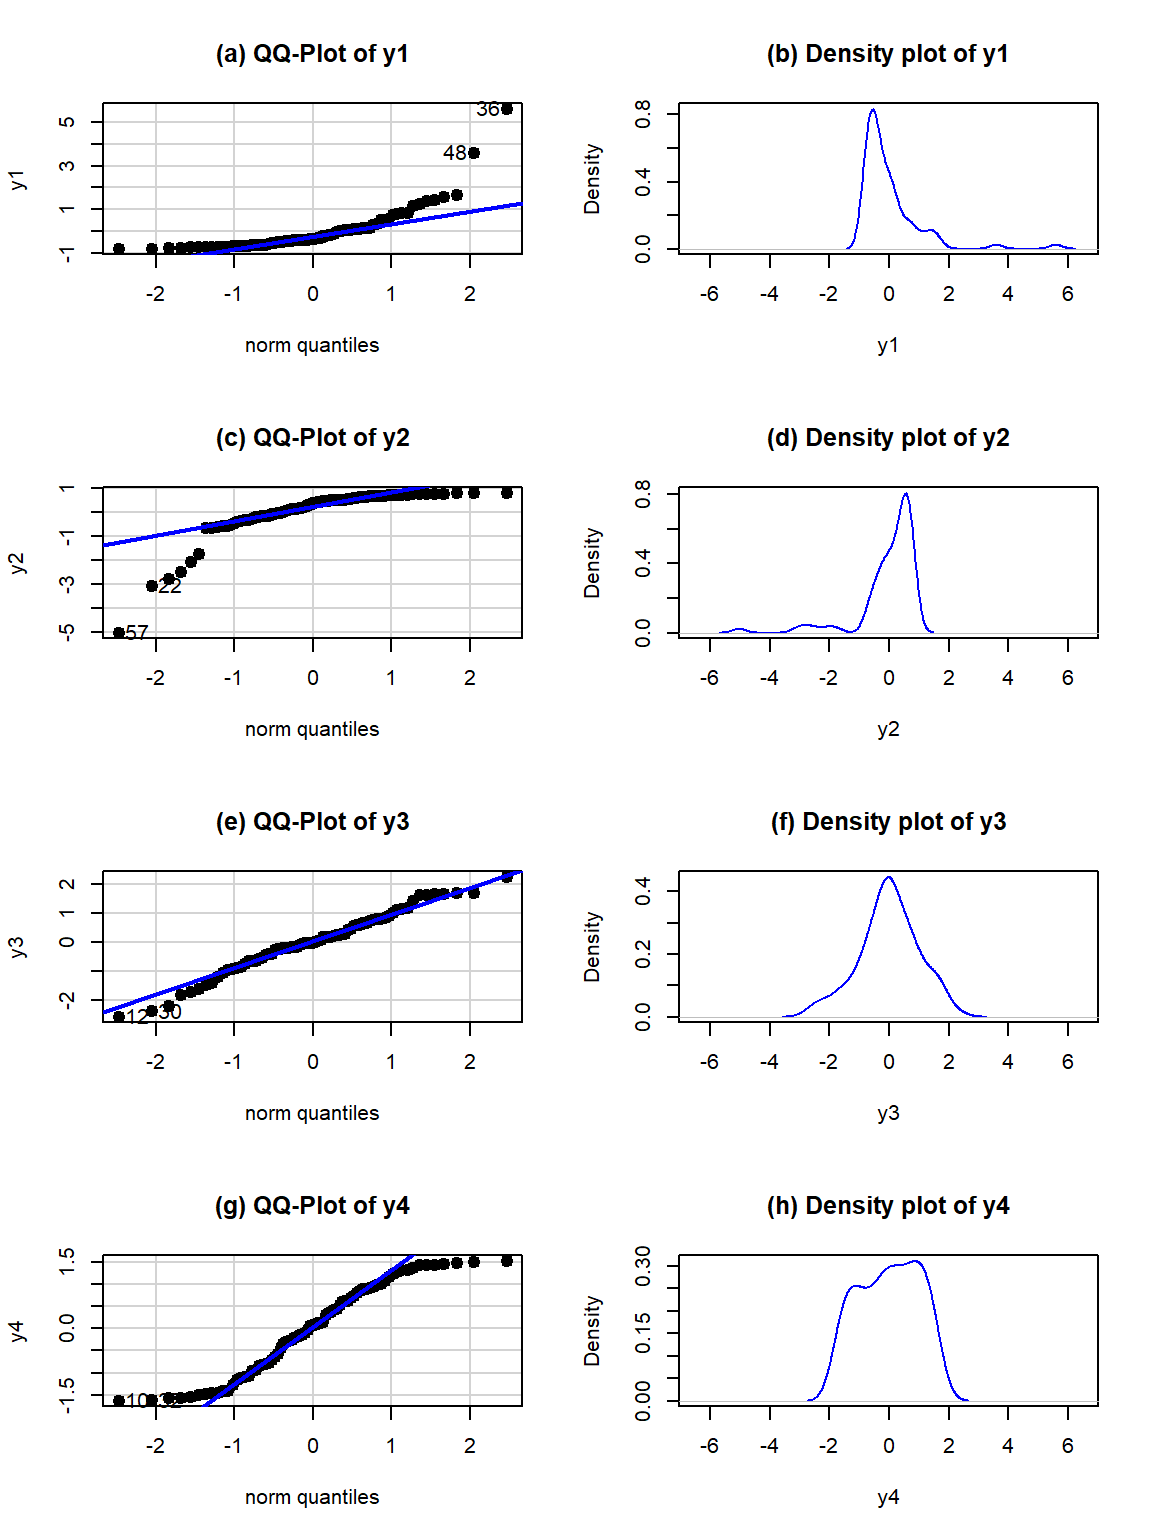 (a) QQ-Plot of y1
y1
5
3
1
-1
36
48
-2 -1 0 1 2
norm quantiles
(b) Density plot of y1
Density
0.8
0.4
0.0
-6 -4 -2 0 2 4 6
y1
(c) QQ-Plot of y2
y2
1
-1
-3
-5
22
57
-2 -1 0 1 2
norm quantiles
(d) Density plot of y2
Density
0.8
0.4
0.0
-6 -4 -2 0 2 4 6
y2
(e) QQ-Plot of y3
y3
2
1
0
-2
12
30
-2 -1 0 1 2
norm quantiles
(f) Density plot of y3
Density
0.4
0.2
0.0
-6 -4 -2 0 2 4 6
y3
(g) QQ-Plot of y4
y4
1.5
0.0
-1.5
10
32
-2 -1 0 1 2
norm quantiles
(h) Density plot of y4
Density
0.30
0.15
0.00
-6 -4 -2 0 2 4 6
y4